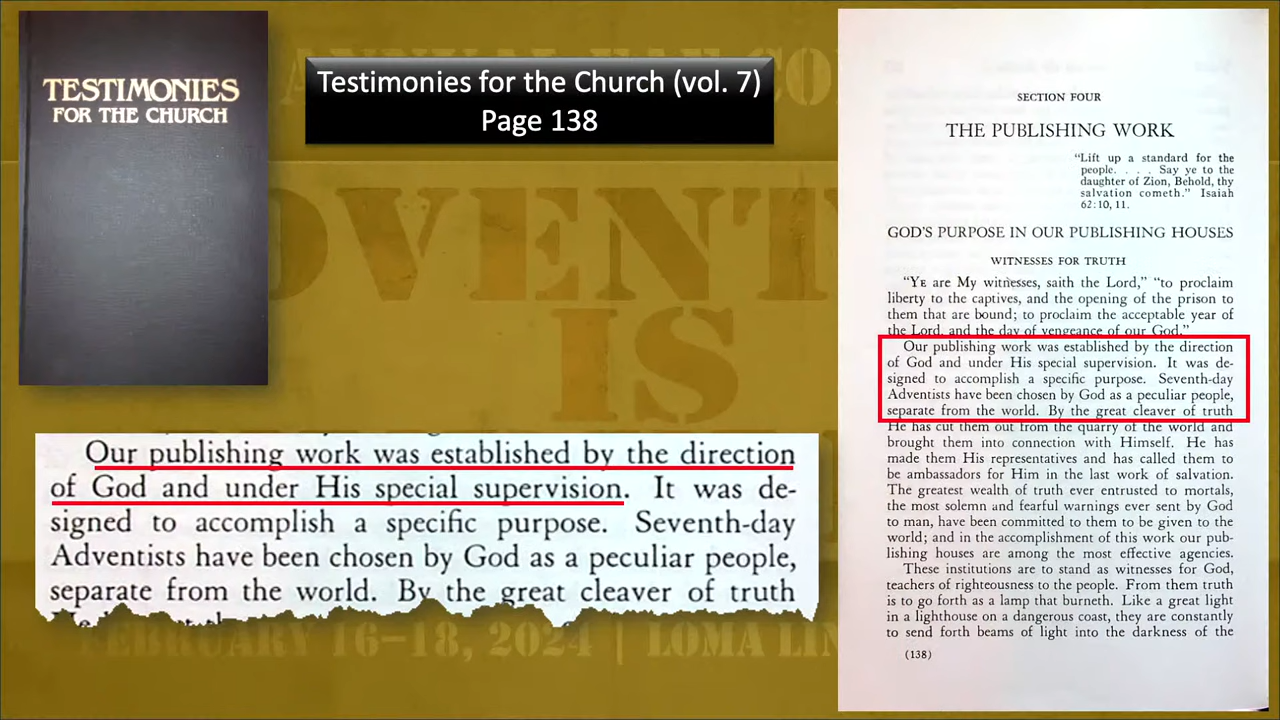 TESTIMONIES
FOR THE CHURCH
Testimonies for the Church (vol. 7)
Page 138
ANNUAL
IS
FEBRUARY 16–18, 2024 | LOMA LIN
Our publishing work was established by the direction
of God and under His special supervision. It was de-
signed to accomplish a specific purpose. Seventh-day
Adventists have been chosen by God as a peculiar people,
separate from the world. By the great cleaver of truth
SECTION FOUR
THE PUBLISHING WORK
“Lift up a standard for the
people. . . . Say ye to the
daughter of Zion, Behold, thy
salvation cometh.” Isaiah
62:10, 11.
GOD'S PURPOSE IN OUR PUBLISHING HOUSES
WITNESSES FOR TRUTH
“YE are My witnesses, saith the Lord,” “to proclaim
liberty to the captives, and the opening of the prison to
them that are bound; to proclaim the acceptable year of
the Lord, and the day of vengeance of our God.”
Our publishing work was established by the direction
of God and under His special supervision. It was de-
signed to accomplish a specific purpose. Seventh-day
Adventists have been chosen by God as a peculiar people,
separate from the world. By the great cleaver of truth
He has cut them out from the quarry of the world and
brought them into connection with Himself. He has
made them His representatives and has called them to
be ambassadors for Him in the last work of salvation.
The greatest wealth of truth ever entrusted to mortals,
the most solemn and fearful warnings ever sent by God
to man, have been committed to them to be given to the
world; and in the accomplishment of this work our pub-
lishing houses are among the most effective agencies.
These institutions are to stand as witnesses for God,
teachers of righteousness to the people. From them truth
is to go forth as a lamp that burneth. Like a great light
in a lighthouse on a dangerous coast, they are constantly
to send forth beams of light into the darkness of the
(138)